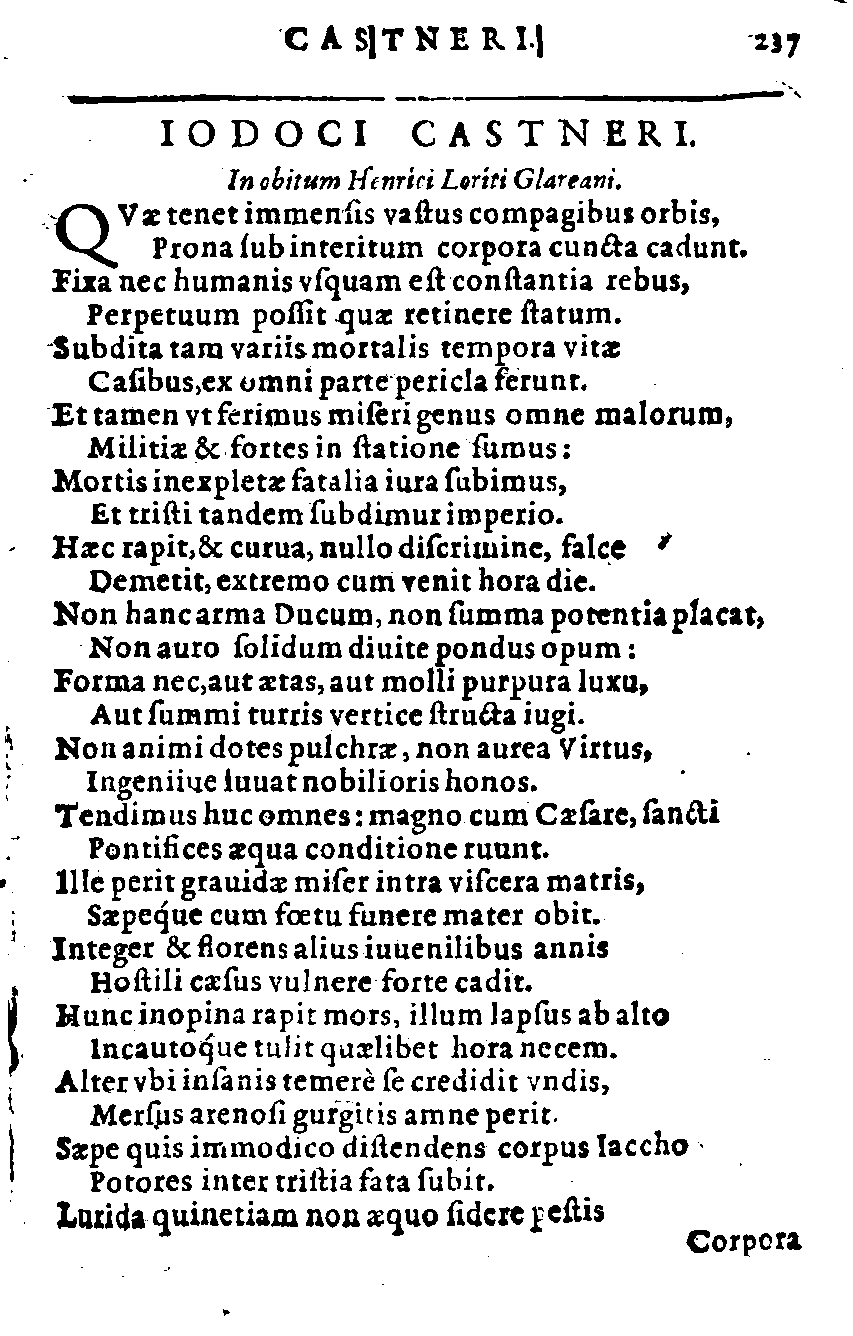 CASTNERI. 237
IODOCI CASTNERI.
In obitum Henrici Loriti Glareani.
QVæ tenet immenſis vaſtus compagibus orbis,
Prona ſub interitum corpora cuncta cadunt.
Fixa nec humanis vſquam eſt conſtantia rebus,
Perpetuum poſſit quæ retinere ſtatum.
Subdita tam variis mortalis tempora vitæ
Caſibus, ex omni parte pericla ferunt.
Et tamen vt ferimus miſeri genus omne malorum,
Militiæ & fortes in ſtatione ſumus:
Mortis inexpletæ fatalia iura ſubimus,
Et triſti tandem ſubdimur imperio.
Hæc rapit, & curua, nullo diſcrimine, falce
Demetit, extremo cum venit hora die.
Non hanc arma Ducum, non ſumma potentia placat,
Non auro ſolidum diuite pondus opum:
Forma nec, aut ætas, aut molli purpura luxu,
Aut ſummi turris vertice ſtructa iugi.
Non animi dotes pulchræ, non aurea Virtus,
Ingeniiue iuuat nobilioris honos.
Tendimus huc omnes: magno cum Cæſare, ſancti
Pontifices æqua conditione ruunt.
Ille perit grauidæ miſer intra viſcera matris,
Sæpeq́ue cum fœtu funere mater obit.
Integer & florens alius iuuenilibus annis
Hoſtili cæſus vulnere forte cadit.
Hunc inopina rapit mors, illum lapſus ab alto
Incautoq́ue tulit quælibet hora necem.
Alter vbi inſanis temerè ſe credidit vndis,
Merſus arenoſi gurgitis amne perit.
Sæpe quis immodico diſtendens corpus Iaccho
Potores inter triſtia fata ſubit.
Lurida quinetiam non æquo ſidere peſtis
Corpora